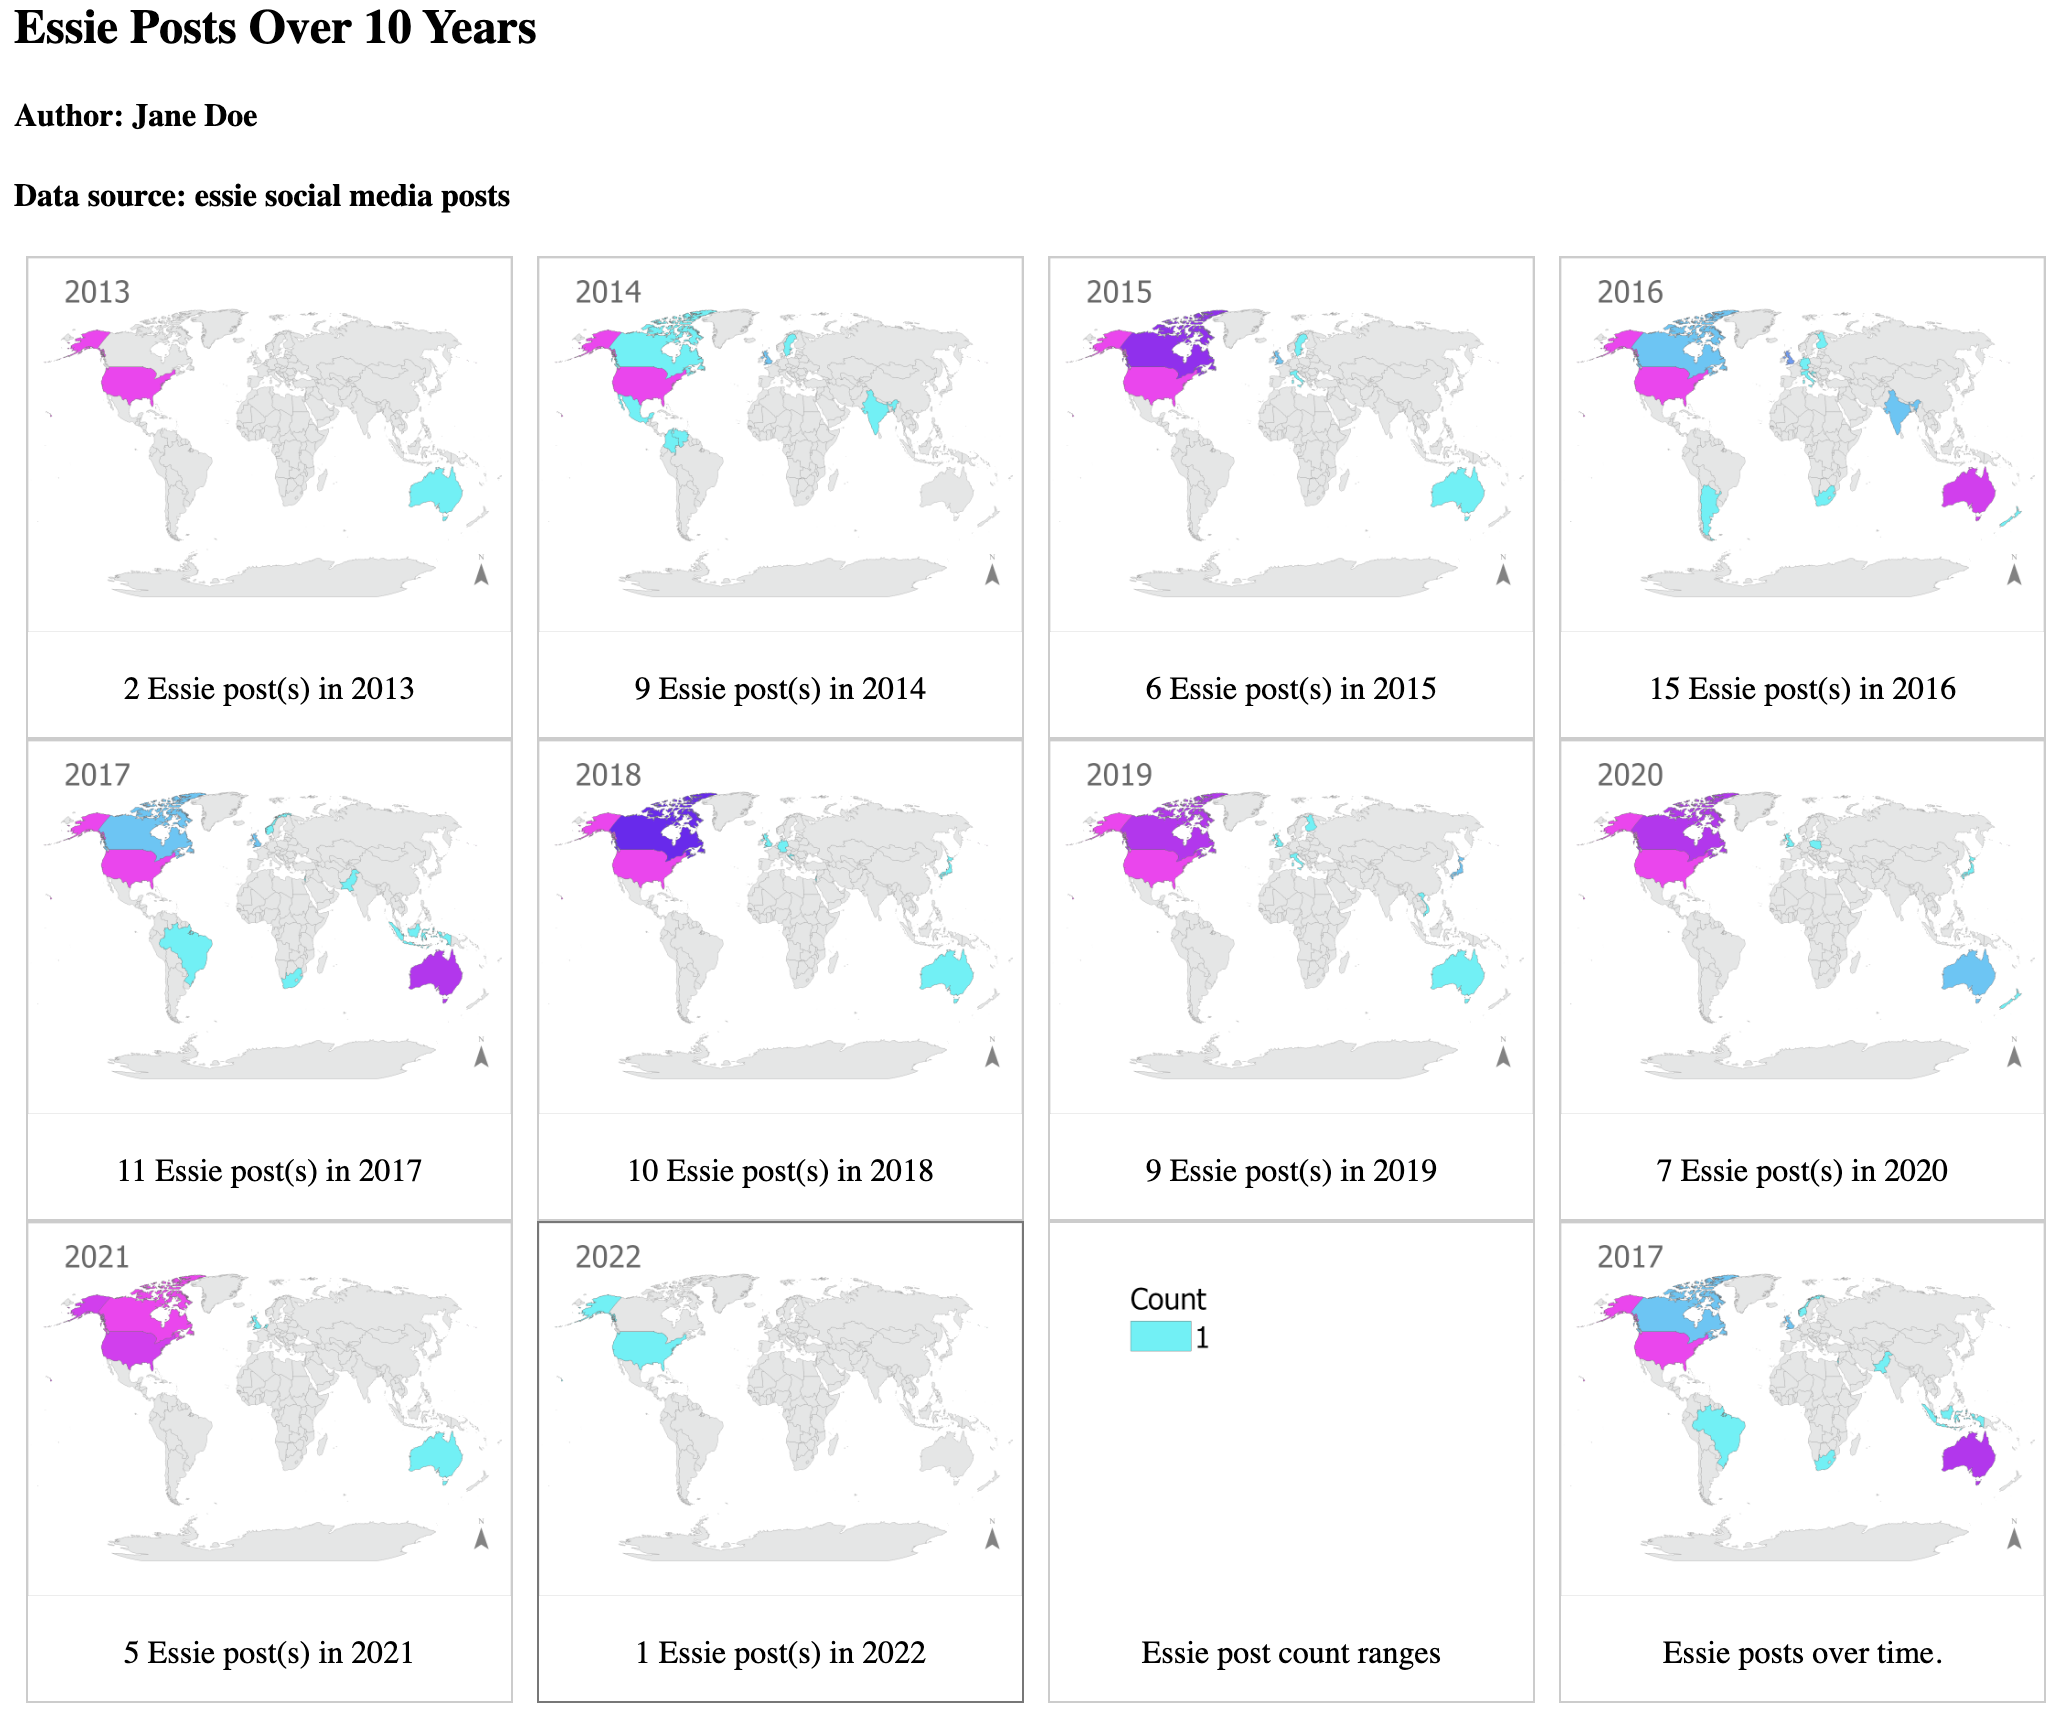 Essie Posts Over 10 Years
Author: Jane Doe
Data source: essie social media posts
2013
N
2 Essie post(s) in 2013
2014
N
9 Essie post(s) in 2014
2015
N
6 Essie post(s) in 2015
2016
N
15 Essie post(s) in 2016
2017
N
11 Essie post(s) in 2017
2018
N
10 Essie post(s) in 2018
2019
N
9 Essie post(s) in 2019
2020
N
7 Essie post(s) in 2020
2021
N
5 Essie post(s) in 2021
2022
N
1 Essie post(s) in 2022
Count
1
Essie post count ranges
2017
N
Essie posts over time.